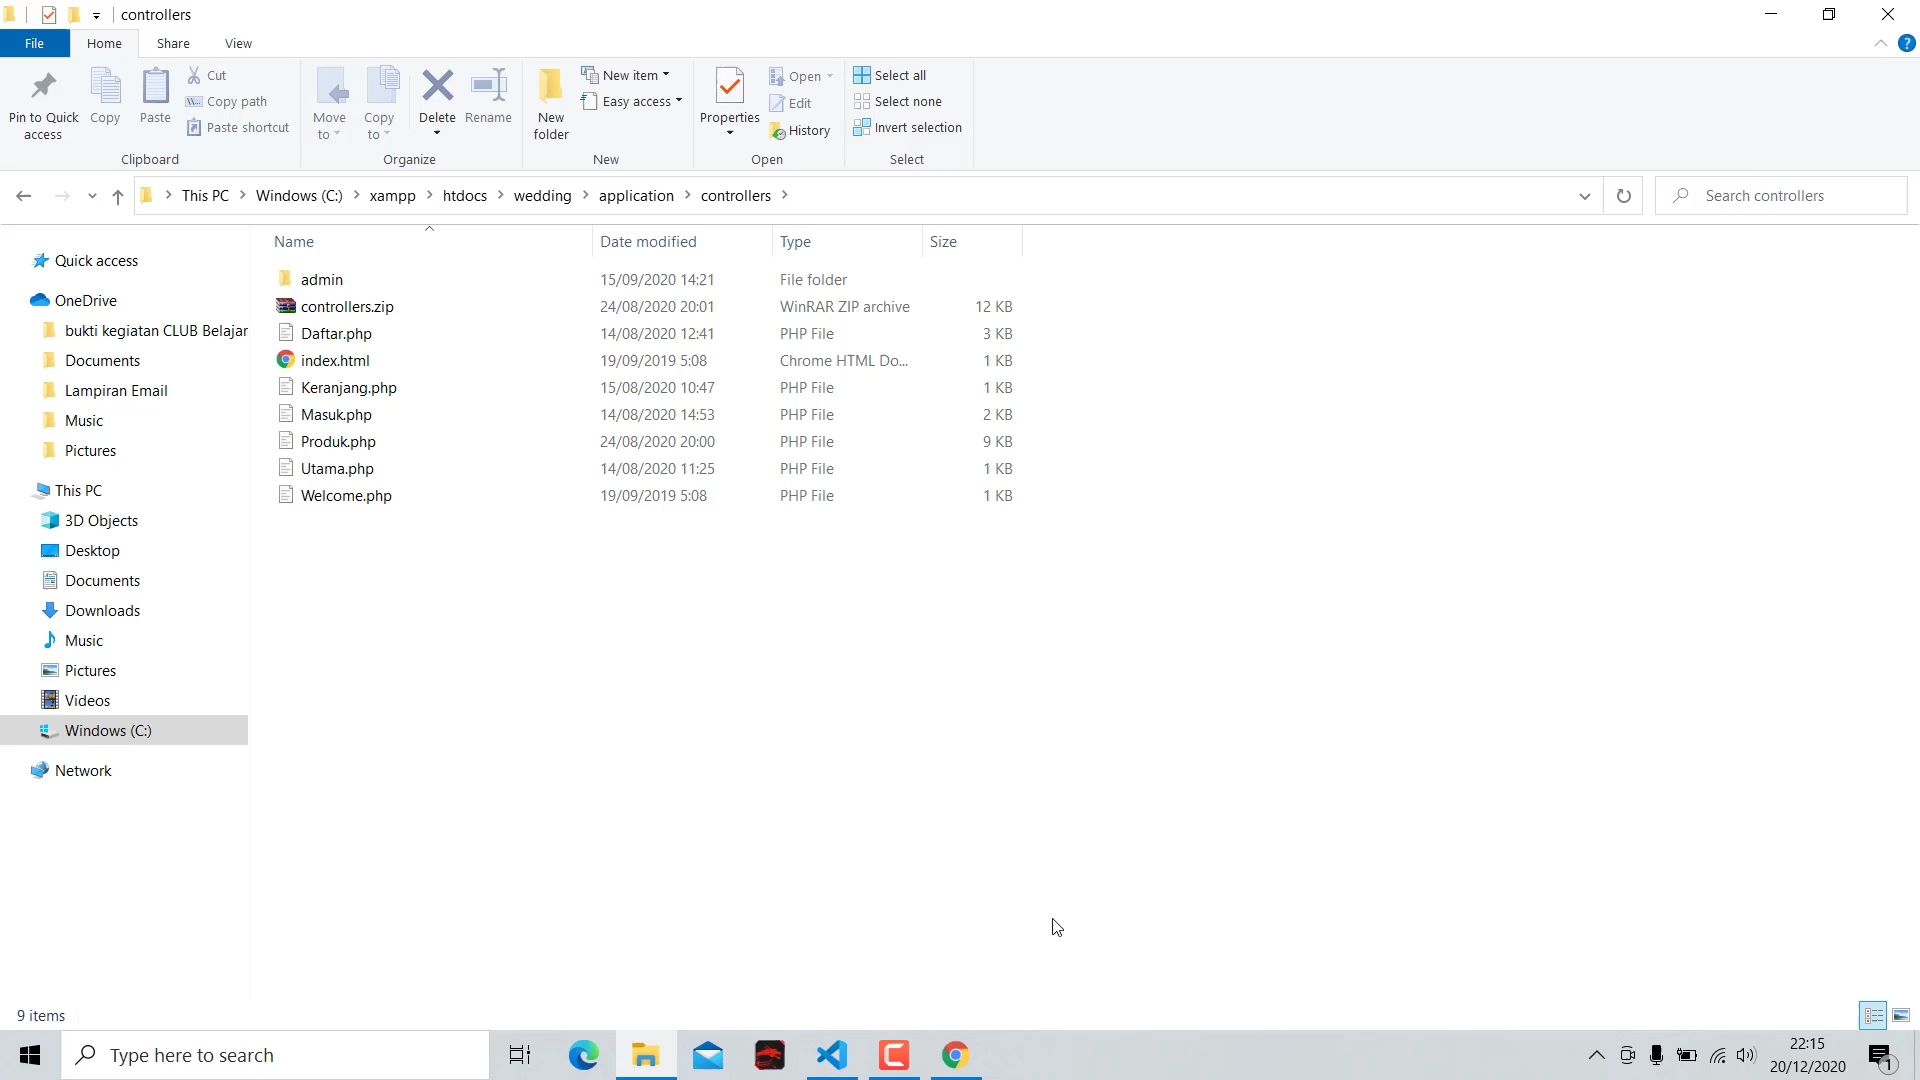 controllers
File Home Share View
Pin to Quick access
Copy
Paste
Cut
Copy path
Paste shortcut
Clipboard
Move to
Copy to
Delete
Rename
Organize
New folder
New item
Easy access
New
Properties
Open
Edit
History
Open
Select all
Select none
Invert selection
Select
This PC Windows (C:) xampp htdocs wedding application controllers
Search controllers
Quick access
OneDrive
bukti kegiatan CLUB Belajar
Documents
Lampiran Email
Music
Pictures
This PC
3D Objects
Desktop
Documents
Downloads
Music
Pictures
Videos
Windows (C:)
Network
Name Date modified Type Size
admin 15/09/2020 14:21 File folder
controllers.zip 24/08/2020 20:01 WinRAR ZIP archive 12 KB
Daftar.php 14/08/2020 12:41 PHP File 3 KB
index.html 19/09/2019 5:08 Chrome HTML Do... 1 KB
Keranjang.php 15/08/2020 10:47 PHP File 1 KB
Masuk.php 14/08/2020 14:53 PHP File 2 KB
Produk.php 24/08/2020 20:00 PHP File 9 KB
Utama.php 14/08/2020 11:25 PHP File 1 KB
Welcome.php 19/09/2019 5:08 PHP File 1 KB
9 items
Type here to search
22:15
20/12/2020
1